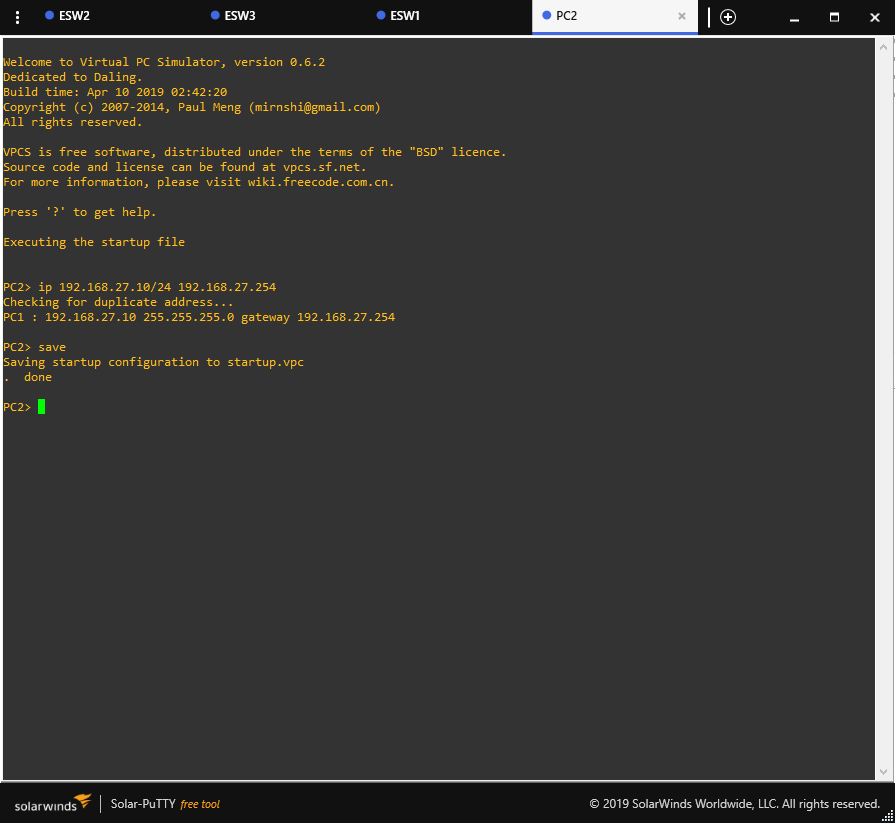 ESW2
ESW3
ESW1
PC2
Welcome to Virtual PC Simulator, version 0.6.2
Dedicated to Daling.
Build time: Apr 10 2019 02:42:20
Copyright (c) 2007-2014, Paul Meng (mirnshi@gmail.com)
All rights reserved.
VPCS is free software, distributed under the terms of the "BSD" licence.
Source code and license can be found at vpcs.sf.net.
For more information, please visit wiki.freecode.com.cn.
Press '?' to get help.
Executing the startup file
PC2> ip 192.168.27.10/24 192.168.27.254
Checking for duplicate address...
PC1 : 192.168.27.10 255.255.255.0 gateway 192.168.27.254
PC2> save
Saving startup configuration to startup.vpc
.  done
PC2>
solarwinds
Solar-PuTTY free tool
© 2019 SolarWinds Worldwide, LLC. All rights reserved.